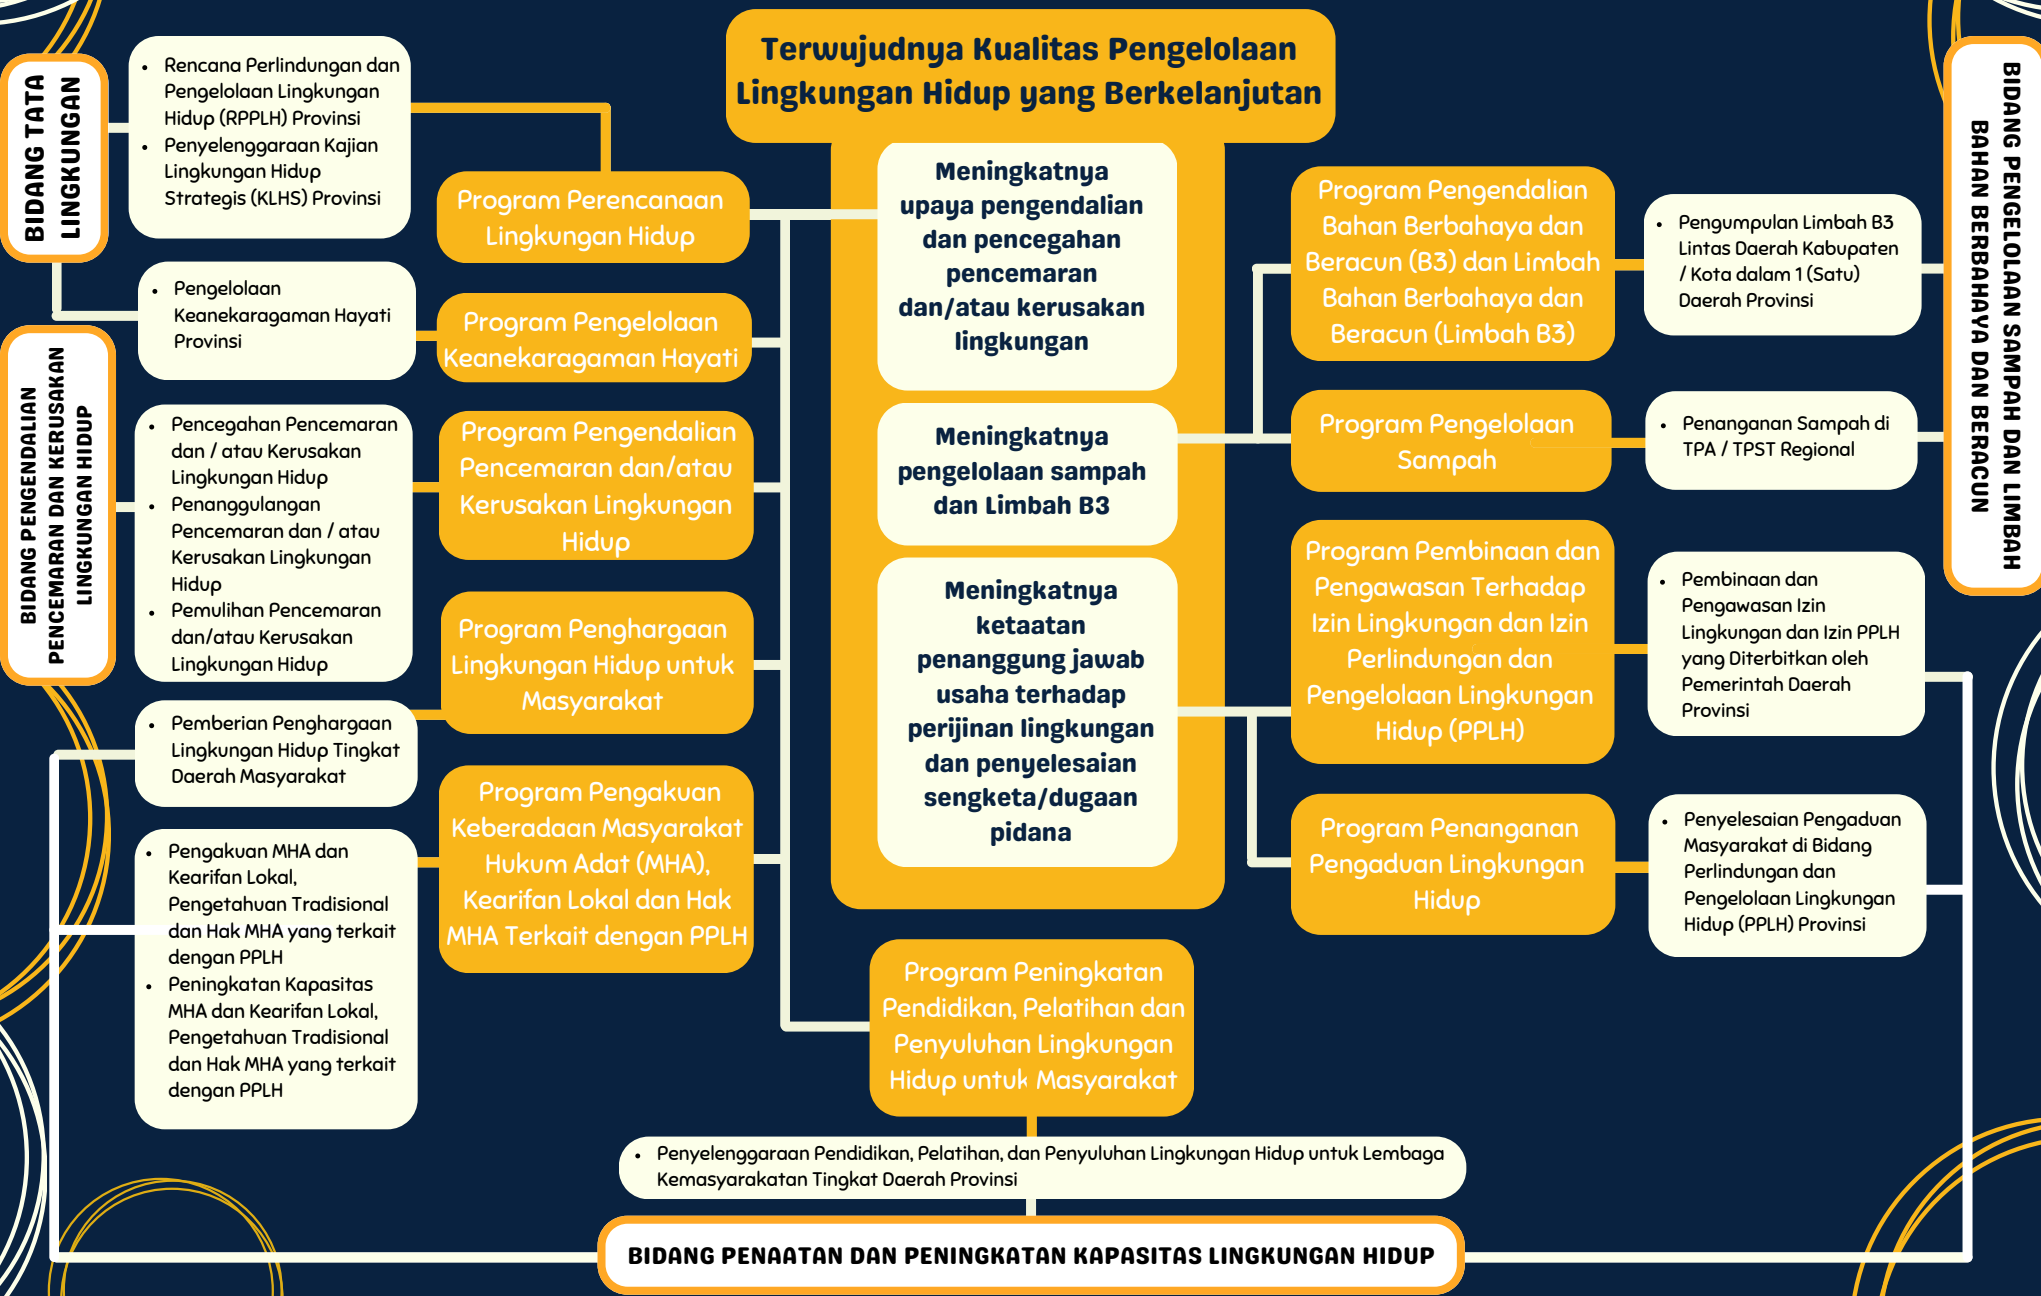 Terwujudnya Kualitas Pengelolaan
Lingkungan Hidup yang Berkelanjutan
BIDANG TATA
LINGKUNGAN
• Rencana Perlindungan dan
Pengelolaan Lingkungan
Hidup (RPPLH) Provinsi
• Penyelenggaraan Kajian
Lingkungan Hidup
Strategis (KLHS) Provinsi
Program Perencanaan
Lingkungan Hidup
• Pengelolaan
Keanekaragaman Hayati
Provinsi
Program Pengelolaan
Keanekaragaman Hayati
BIDANG PENGENDALIAN
PENCEMARAN DAN KERUSAKAN
LINGKUNGAN HIDUP
• Pencegahan Pencemaran
dan / atau Kerusakan
Lingkungan Hidup
• Penanggulangan
Pencemaran dan / atau
Kerusakan Lingkungan
Hidup
• Pemulihan Pencemaran
dan/atau Kerusakan
Lingkungan Hidup
Program Pengendalian
Pencemaran dan/atau
Kerusakan Lingkungan
Hidup
• Pemberian Penghargaan
Lingkungan Hidup Tingkat
Daerah Masyarakat
Program Penghargaan
Lingkungan Hidup untuk
Masyarakat
• Pengakuan MHA dan
Kearifan Lokal,
Pengetahuan Tradisional
dan Hak MHA yang terkait
dengan PPLH
• Peningkatan Kapasitas
MHA dan Kearifan Lokal,
Pengetahuan Tradisional
dan Hak MHA yang terkait
dengan PPLH
Program Pengakuan
Keberadaan Masyarakat
Hukum Adat (MHA),
Kearifan Lokal dan Hak
MHA Terkait dengan PPLH
Meningkatnya
upaya pengendalian
dan pencegahan
pencemaran
dan/atau kerusakan
lingkungan
Meningkatnya
pengelolaan sampah
dan Limbah B3
Meningkatnya
ketaatan
penanggung jawab
usaha terhadap
perijinan lingkungan
dan penyelesaian
sengketa/dugaan
pidana
Program Pengendalian
Bahan Berbahaya dan
Beracun (B3) dan Limbah
Bahan Berbahaya dan
Beracun (Limbah B3)
• Pengumpulan Limbah B3
Lintas Daerah Kabupaten
/ Kota dalam 1 (Satu)
Daerah Provinsi
Program Pengelolaan
Sampah
• Penanganan Sampah di
TPA / TPST Regional
BIDANG PENGELOLAAN SAMPAH DAN LIMBAH
BAHAN BERBAHAYA DAN BERACUN
Program Pembinaan dan
Pengawasan Terhadap
Izin Lingkungan dan Izin
Perlindungan dan
Pengelolaan Lingkungan
Hidup (PPLH)
• Pembinaan dan
Pengawasan Izin
Lingkungan dan Izin PPLH
yang Diterbitkan oleh
Pemerintah Daerah
Provinsi
Program Penanganan
Pengaduan Lingkungan
Hidup
• Penyelesaian Pengaduan
Masyarakat di Bidang
Perlindungan dan
Pengelolaan Lingkungan
Hidup (PPLH) Provinsi
Program Peningkatan
Pendidikan, Pelatihan dan
Penyuluhan Lingkungan
Hidup untuk Masyarakat
• Penyelenggaraan Pendidikan, Pelatihan, dan Penyuluhan Lingkungan Hidup untuk Lembaga
Kemasyarakatan Tingkat Daerah Provinsi
BIDANG PENAATAN DAN PENINGKATAN KAPASITAS LINGKUNGAN HIDUP